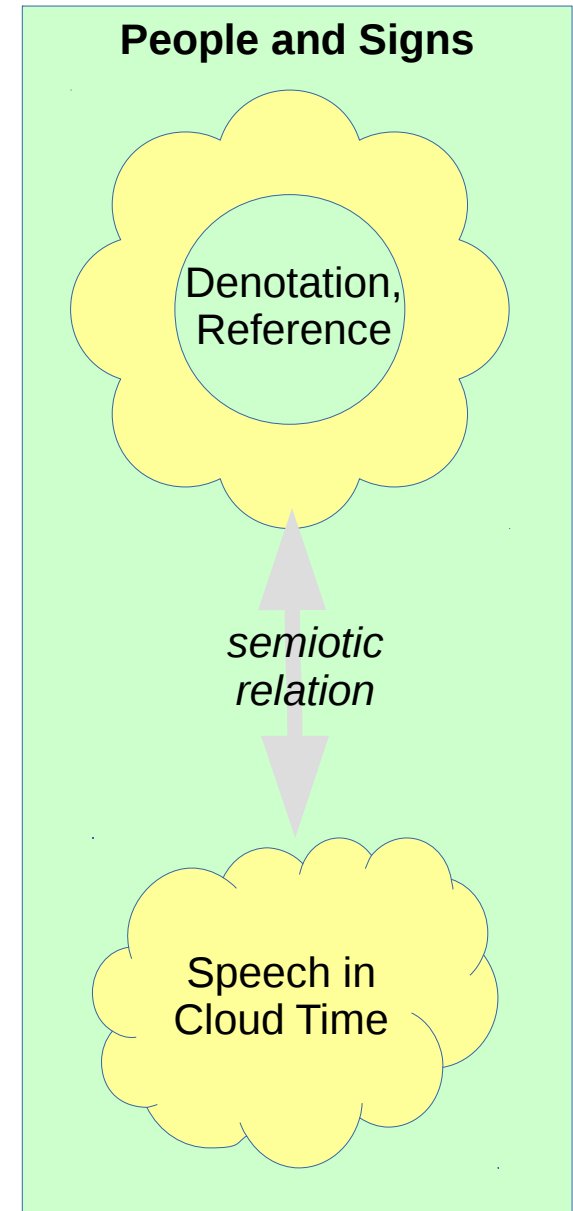 People and Signs
Denotation,
Reference
semiotic
relation
Speech in
Cloud Time